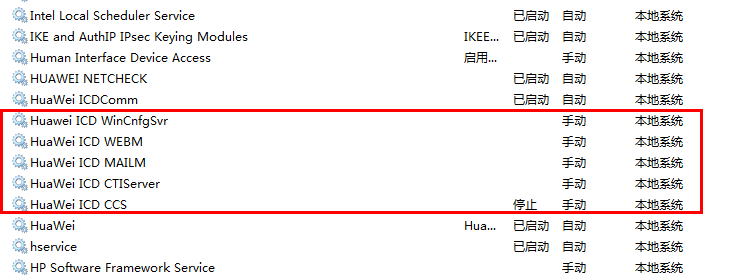 Intel Local Scheduler Service 已启动 自动 本地系统
IKE and AuthIP IPsec Keying Modules IKEE... 已启动 自动 本地系统
Human Interface Device Access 启用... 手动 本地系统
HUAWEI NETCHECK 已启动 自动 本地系统
HuaWei ICDComm 已启动 自动 本地系统
Huawei ICD WinCnfgSvr 手动 本地系统
HuaWei ICD WEBM 手动 本地系统
HuaWei ICD MAILM 手动 本地系统
HuaWei ICD CTIServer 手动 本地系统
HuaWei ICD CCS 停止 手动 本地系统
HuaWei Hua... 已启动 自动 本地系统
hservice 已启动 自动 本地系统
HP Software Framework Service 手动 本地系统